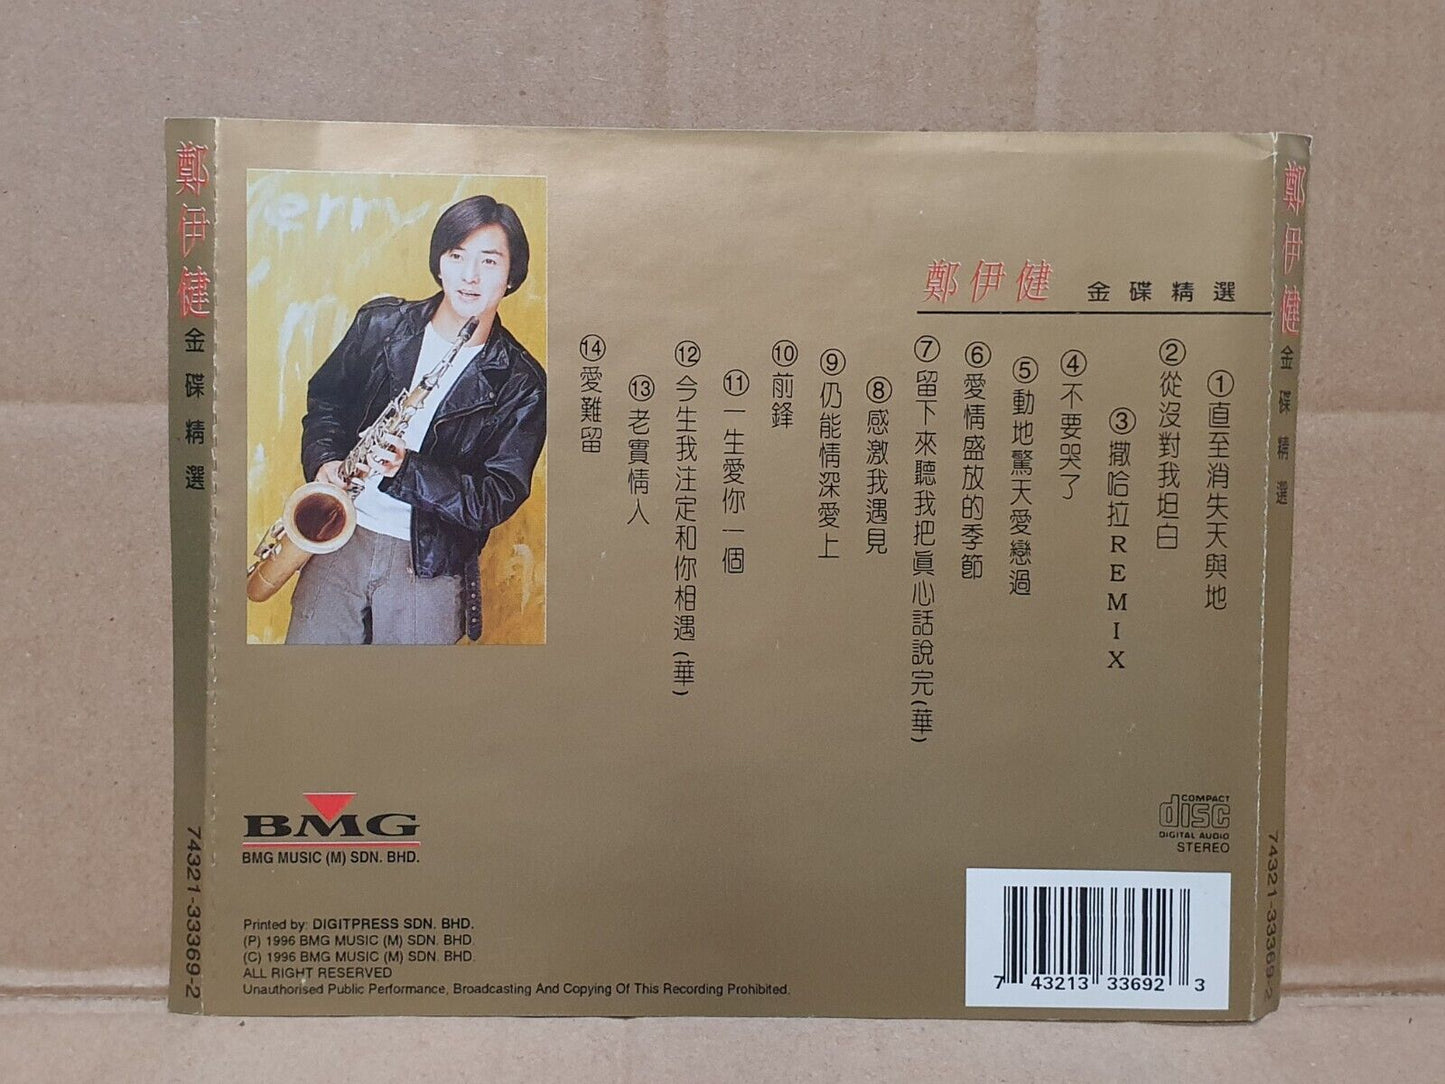 鄭伊健
金碟精選
74321-33369-2
erry
鄭伊健 金碟精選
①直至消失天與地
②從沒對我坦白
③撒哈拉REMIX
④不要哭了
⑤動地驚天愛戀過
⑥愛情盛放的季節
⑦留下來聽我把眞心話說完(華)
⑧感激我遇見
⑨仍能情深愛上
⑩前鋒
⑪一生愛你一個
⑫今生我注定和你相遇(華)
⑬老實情人
⑭愛難留
BMG
BMG MUSIC (M) SDN. BHD.
Printed by: DIGITPRESS SDN. BHD.
(P) 1996 BMG MUSIC (M) SDN. BHD.
(C) 1996 BMG MUSIC (M) SDN. BHD.
ALL RIGHT RESERVED
Unauthorised Public Performance, Broadcasting And Copying Of This Recording Prohibited.
COMPACT
disc
DIGITAL AUDIO
STEREO
7 43213 33692 3
鄭伊健
金碟精選
74321-33369-2